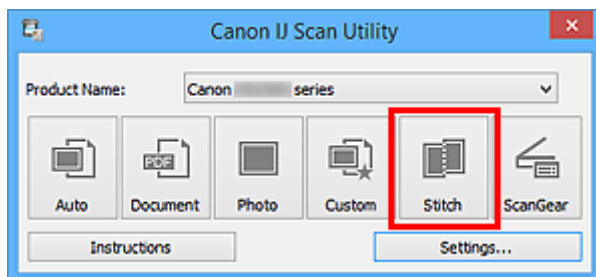 Canon IJ Scan Utility
Product Name: Canon series
PDF
Auto Document Photo Custom Stitch ScanGear
Instructions Settings...